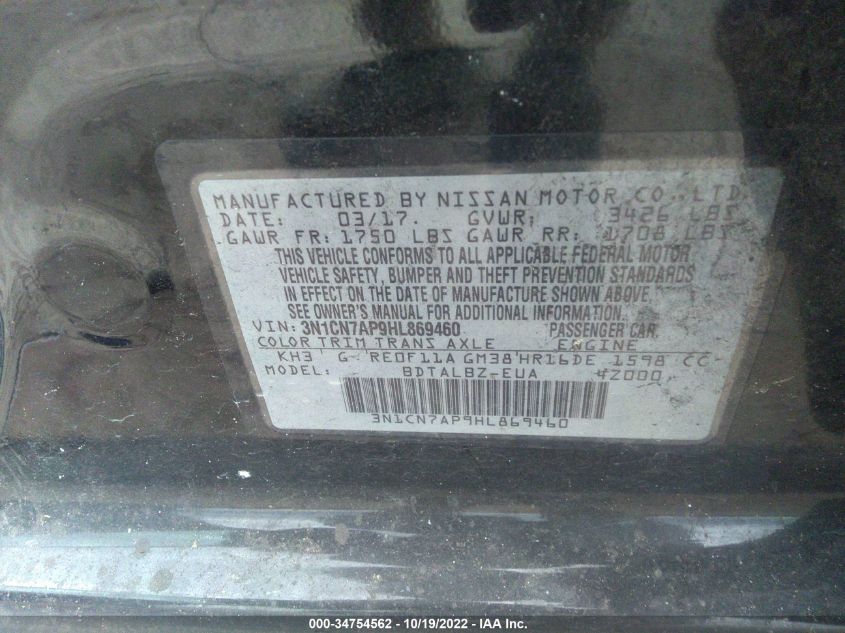 MANUFACTURED BY NISSAN MOTOR CO., LTD.
DATE: 03/17. GVWR: 3426 LBS
GAWR FR: 1750 LBS GAWR RR: 1708 LBS
THIS VEHICLE CONFORMS TO ALL APPLICABLE FEDERAL MOTOR
VEHICLE SAFETY, BUMPER AND THEFT PREVENTION STANDARDS
IN EFFECT ON THE DATE OF MANUFACTURE SHOWN ABOVE.
SEE OWNER'S MANUAL FOR ADDITIONAL INFORMATION.
VIN: 3N1CN7AP9HL869460 PASSENGER CAR
COLOR TRIM TRANS AXLE ENGINE
KH3 G RE0F11A GM38 HR16DE 1598 CC
MODEL: BDTALBZ-EUA 4Z000
3N1CN7AP9HL869460
000-34754562 - 10/19/2022 - IAA Inc.